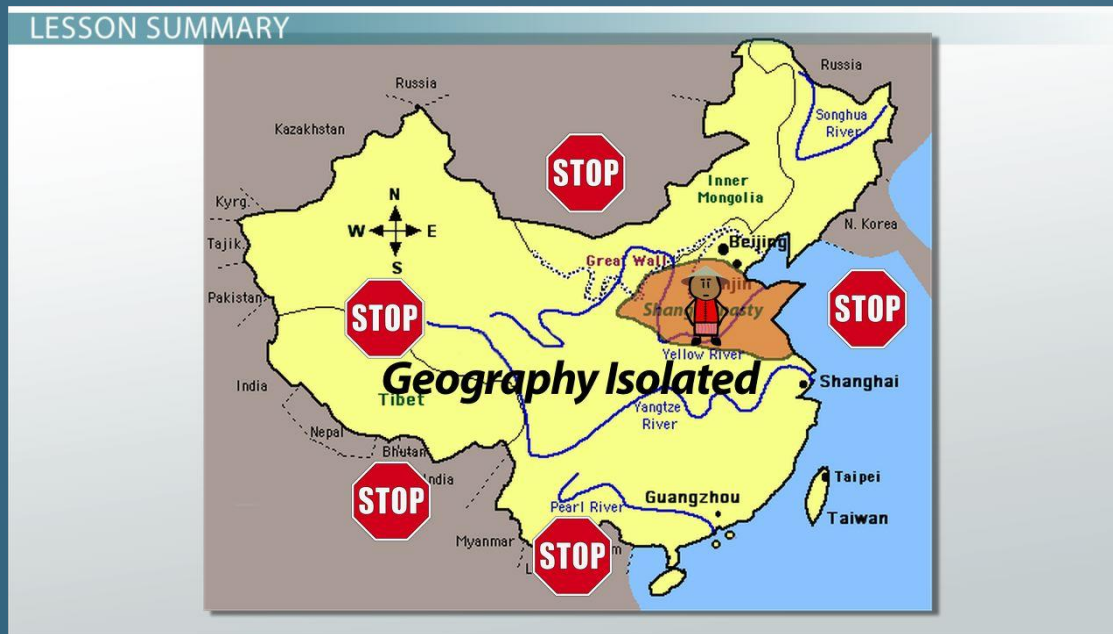 LESSON SUMMARY
Russia
Russia
Kazakhstan
Songhua
River
STOP
Inner
Mongolia
Kyrg.
N
W E
S
N. Korea
Tajik.
Beijing
Great Wall
Pakistan
STOP
STOP
Yellow River
Geography Isolated
Shanghai
India
Tibet
Yangtze
River
Nepal
Bhutan
India
STOP
Taipei
Guangzhou
Pearl River
Taiwan
Myanmar
STOP